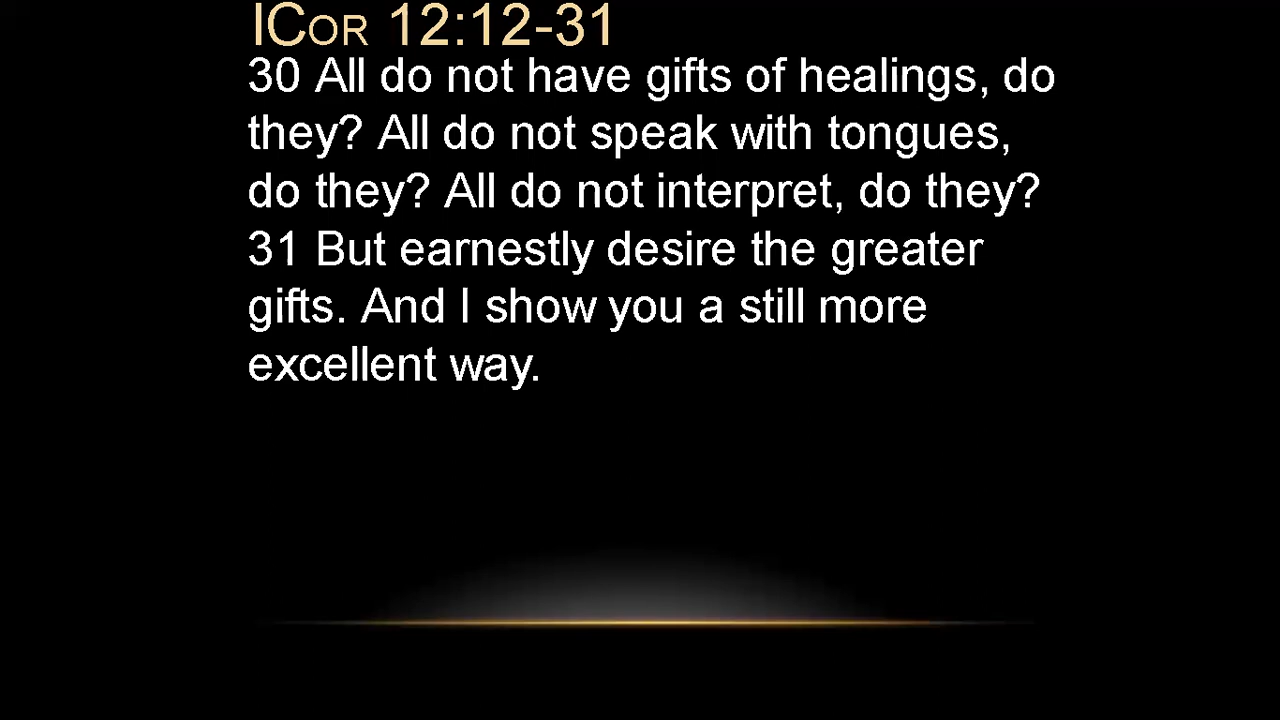 ICOR 12:12-31
30 All do not have gifts of healings, do
they? All do not speak with tongues,
do they? All do not interpret, do they?
31 But earnestly desire the greater
gifts. And I show you a still more
excellent way.